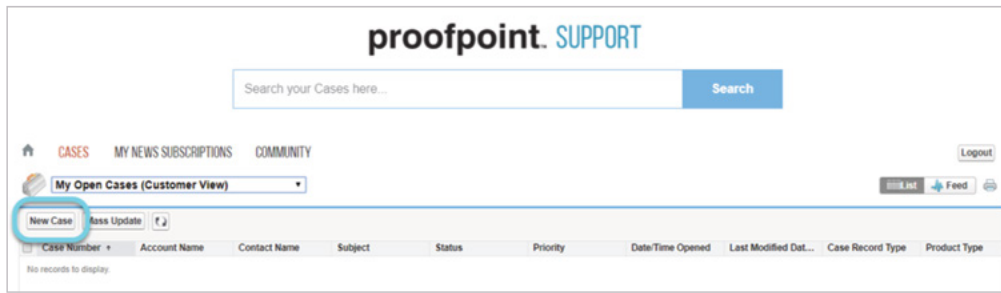 proofpoint™ SUPPORT
Search your Cases here...
Search
CASES MY NEWS SUBSCRIPTIONS COMMUNITY
Logout
My Open Cases (Customer View)
List Feed
New Case Mass Update
Case Number Account Name Contact Name Subject Status Priority Date/Time Opened Last Modified Dat... Case Record Type Product Type
No records to display.